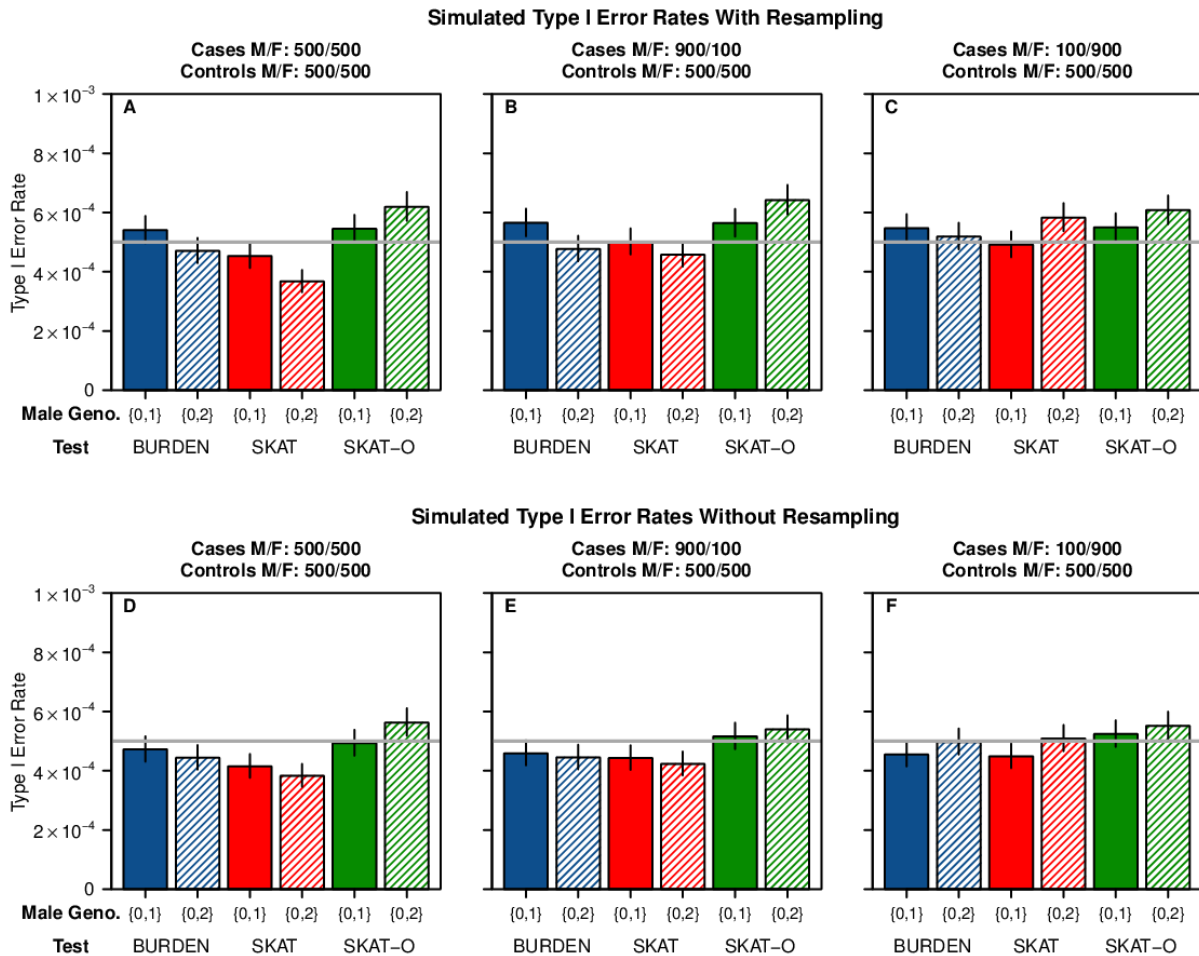 Simulated Type I Error Rates With Resampling
Cases M/F: 500/500
Controls M/F: 500/500
Cases M/F: 900/100
Controls M/F: 500/500
Cases M/F: 100/900
Controls M/F: 500/500
A
B
C
Type I Error Rate
1 × 10⁻³
8 × 10⁻⁴
6 × 10⁻⁴
4 × 10⁻⁴
2 × 10⁻⁴
0
Male Geno. {0,1} {0,2} {0,1} {0,2} {0,1} {0,2} {0,1} {0,2} {0,1} {0,2} {0,1} {0,2} {0,1} {0,2} {0,1} {0,2} {0,1} {0,2}
Test BURDEN SKAT SKAT−O BURDEN SKAT SKAT−O BURDEN SKAT SKAT−O
Simulated Type I Error Rates Without Resampling
Cases M/F: 500/500
Controls M/F: 500/500
Cases M/F: 900/100
Controls M/F: 500/500
Cases M/F: 100/900
Controls M/F: 500/500
D
E
F
Type I Error Rate
1 × 10⁻³
8 × 10⁻⁴
6 × 10⁻⁴
4 × 10⁻⁴
2 × 10⁻⁴
0
Male Geno. {0,1} {0,2} {0,1} {0,2} {0,1} {0,2} {0,1} {0,2} {0,1} {0,2} {0,1} {0,2} {0,1} {0,2} {0,1} {0,2} {0,1} {0,2}
Test BURDEN SKAT SKAT−O BURDEN SKAT SKAT−O BURDEN SKAT SKAT−O